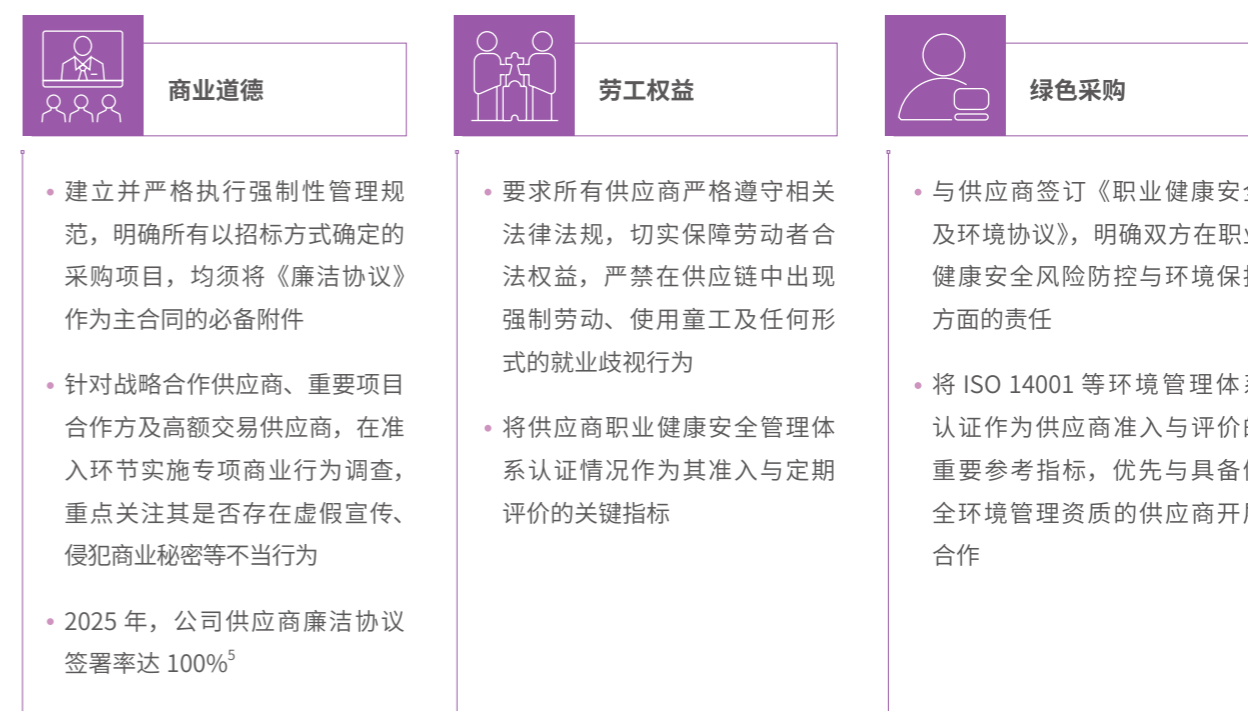 商业道德
建立并严格执行强制性管理规
范，明确所有以招标方式确定的
采购项目，均须将《廉洁协议》
作为主合同的必备附件
针对战略合作供应商、重要项目
合作方及高额交易供应商，在准
入环节实施专项商业行为调查，
重点关注其是否存在虚假宣传、
侵犯商业秘密等不当行为
2025 年，公司供应商廉洁协议
签署率达 100%5
劳工权益
要求所有供应商严格遵守相关
法律法规，切实保障劳动者合
法权益，严禁在供应链中出现
强制劳动、使用童工及任何形
式的就业歧视行为
将供应商职业健康安全管理体
系认证情况作为其准入与定期
评价的关键指标
绿色采购
与供应商签订《职业健康安
及环境协议》，明确双方在职
健康安全风险防控与环境保
方面的责任
将 ISO 14001 等环境管理体
认证作为供应商准入与评价
重要参考指标，优先与具备
全环境管理资质的供应商开
合作